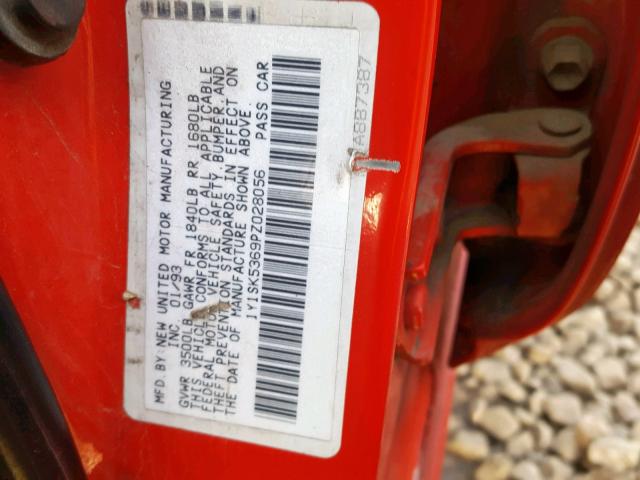 MFD. BY: NEW UNITED MOTOR MANUFACTURING
INC. 01/93
GVWR 3500LB GAWR FR 1840LB RR 1680LB
THIS VEHICLE CONFORMS TO ALL APPLICABLE
FEDERAL MOTOR VEHICLE SAFETY, BUMPER, AND
THEFT PREVENTION STANDARDS IN EFFECT ON
THE DATE OF MANUFACTURE SHOWN ABOVE.
1Y1SK5369PZ028056 PASS CAR
A887387